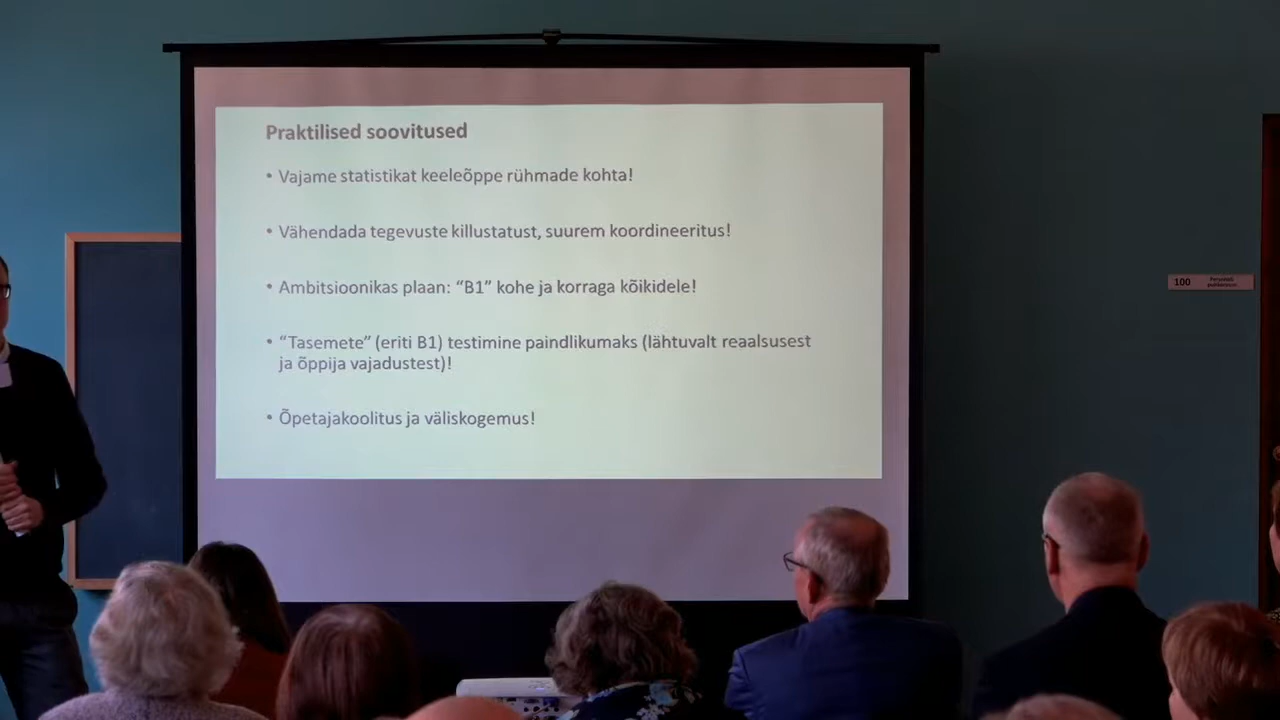 Praktilised soovitused
• Vajame statistikat keeleõppe rühmade kohta!
• Vähendada tegevuste killustatust, suurem koordineeritus!
• Ambitsioonikas plaan: “B1” kohe ja korraga kõikidele!
• “Tasemete” (eriti B1) testimine paindlikumaks (lähtuvalt reaalsusest
ja õppija vajadustest)!
• Õpetajakoolitus ja väliskogemus!
100